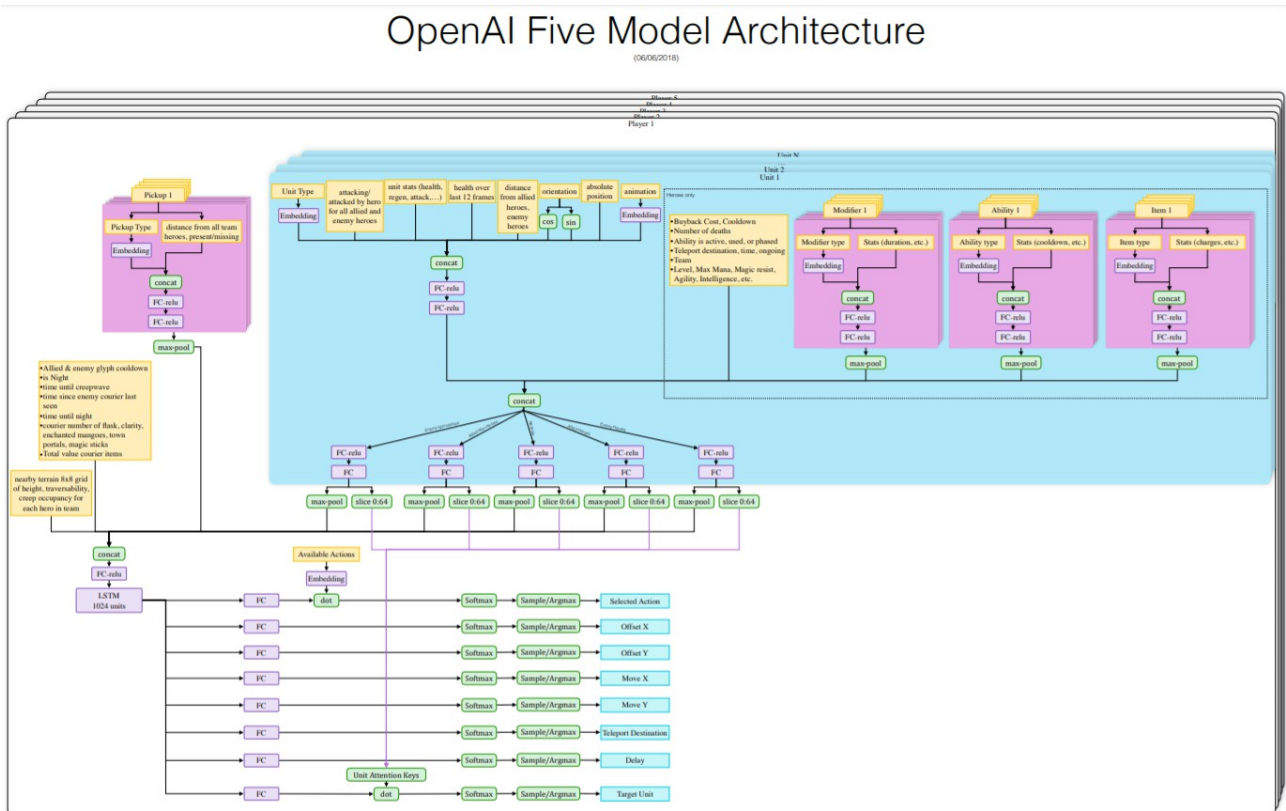 OpenAI Five Model Architecture
(06/06/2018)
Player 5
Player 4
Player 3
Player 2
Player 1
Unit N
Unit 2
Unit 1
Pickup 1
Pickup Type
distance from all team
heroes, present/missing
Embedding
concat
FC-relu
FC-relu
max-pool
Unit Type
Embedding
attacking/
attacked by hero
for all allied and
enemy heroes
unit stats (health,
regen, attack,...)
health over
last 12 frames
distance
from allied
heroes,
enemy
heroes
orientation
cos
sin
absolute
position
animation
Embedding
concat
FC-relu
FC-relu
Heroes only
•Buyback Cost, Cooldown
•Number of deaths
•Ability is active, used, or phased
•Teleport destination, time, ongoing
•Team
•Level, Max Mana, Magic resist,
Agility, Intelligence, etc.
Modifier 1
Modifier type
Stats (duration, etc.)
Embedding
concat
FC-relu
FC-relu
max-pool
Ability 1
Ability type
Stats (cooldown, etc.)
Embedding
concat
FC-relu
FC-relu
max-pool
Item 1
Item type
Stats (charges, etc.)
Embedding
concat
FC-relu
FC-relu
max-pool
concat
FC-relu
FC-relu
FC-relu
FC-relu
FC-relu
FC
FC
FC
FC
FC
max-pool
slice 0:64
max-pool
slice 0:64
max-pool
slice 0:64
max-pool
slice 0:64
max-pool
slice 0:64
•Allied & enemy glyph cooldown
•is Night
•time until creepwave
•time since enemy courier last
seen
•time until night
•courier number of flask, clarity,
enchanted mangoes, town
portals, magic sticks
•Total value courier items
nearby terrain 8x8 grid
of height, traversability,
creep occupancy for
each hero in team
concat
FC-relu
LSTM
1024 units
Available Actions
Embedding
FC
dot
Softmax
Sample/Argmax
Selected Action
FC
Softmax
Sample/Argmax
Offset X
FC
Softmax
Sample/Argmax
Offset Y
FC
Softmax
Sample/Argmax
Move X
FC
Softmax
Sample/Argmax
Move Y
FC
Softmax
Sample/Argmax
Teleport Destination
FC
Softmax
Sample/Argmax
Delay
Unit Attention Keys
FC
dot
Softmax
Sample/Argmax
Target Unit